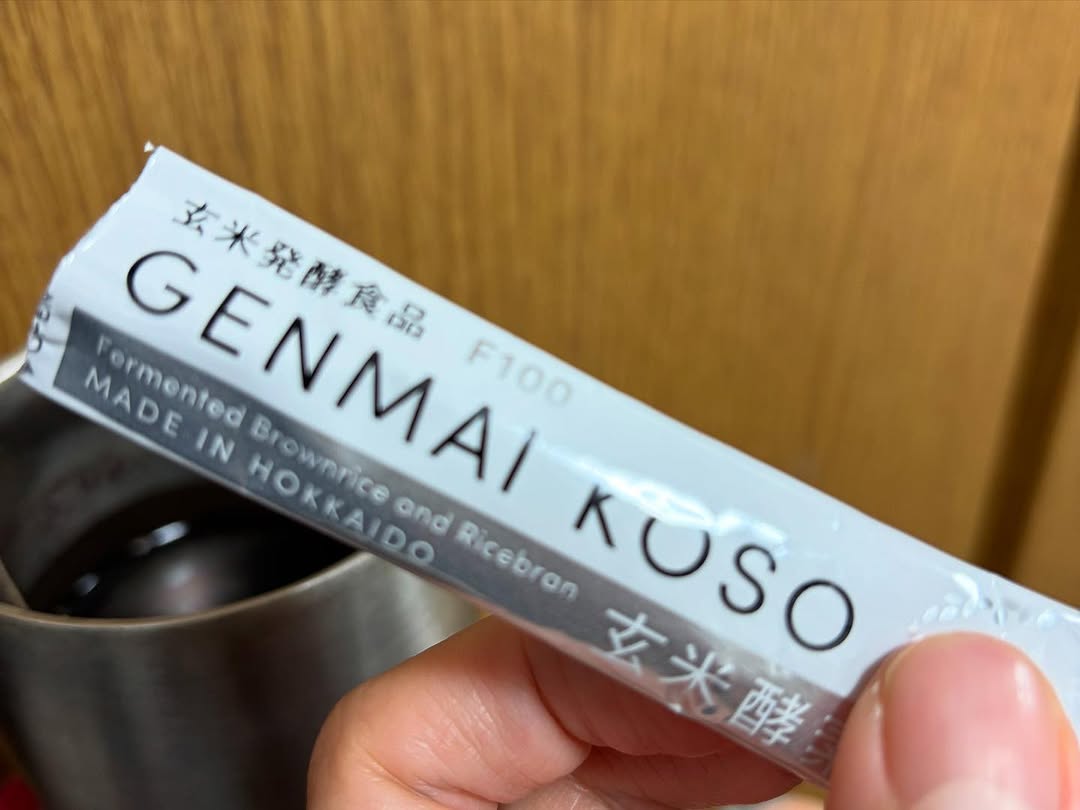 玄米発酵食品 F100
GENMAI KOSO
Fermented Brownrice and Ricebran
MADE IN HOKKAIDO
玄米酵